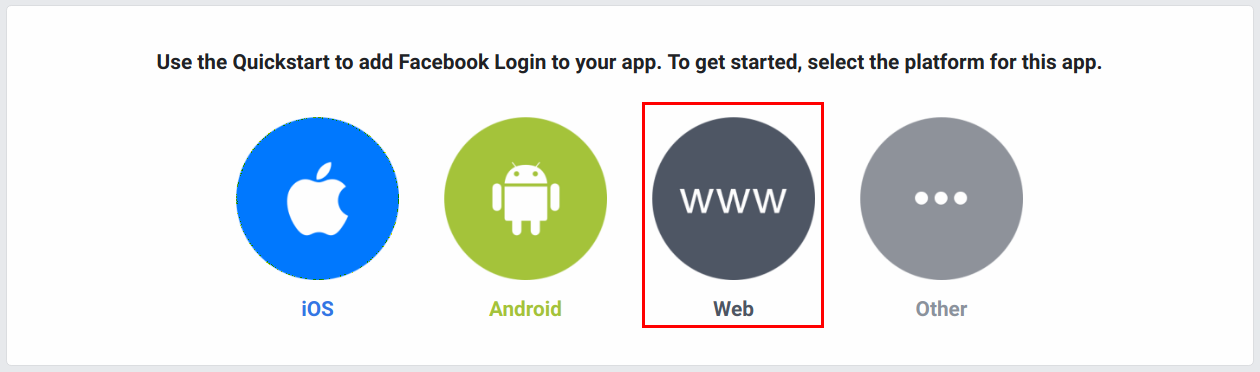 Use the Quickstart to add Facebook Login to your app. To get started, select the platform for this app.
WWW
iOS
Android
Web
Other